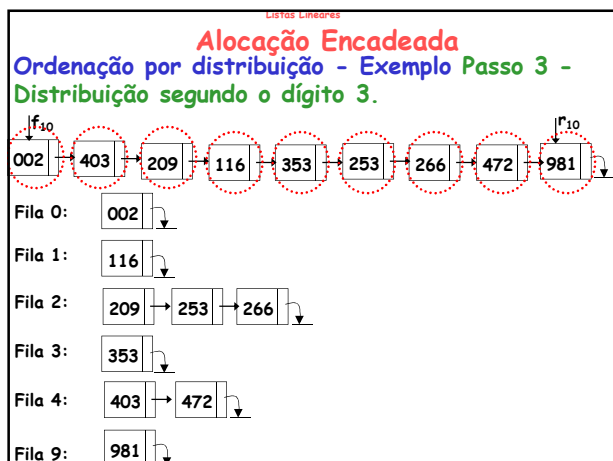 Listas Lineares
Alocação Encadeada
Ordenação por distribuição - Exemplo Passo 3 -
Distribuição segundo o dígito 3.
f10 r10
002 403 209 116 353 253 266 472 981
Fila 0: 002
Fila 1: 116
Fila 2: 209 253 266
Fila 3: 353
Fila 4: 403 472
Fila 9: 981